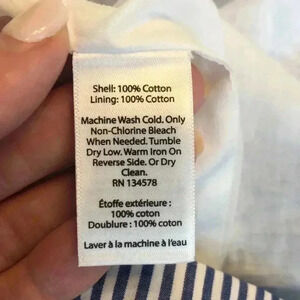 Shell: 100% Cotton
Lining: 100% Cotton
Machine Wash Cold. Only
Non-Chlorine Bleach
When Needed. Tumble
Dry Low. Warm Iron On
Reverse Side. Or Dry
Clean.
RN 134578
Étoffe extérieure :
100% coton
Doublure : 100% coton
Laver à la machine à l'eau